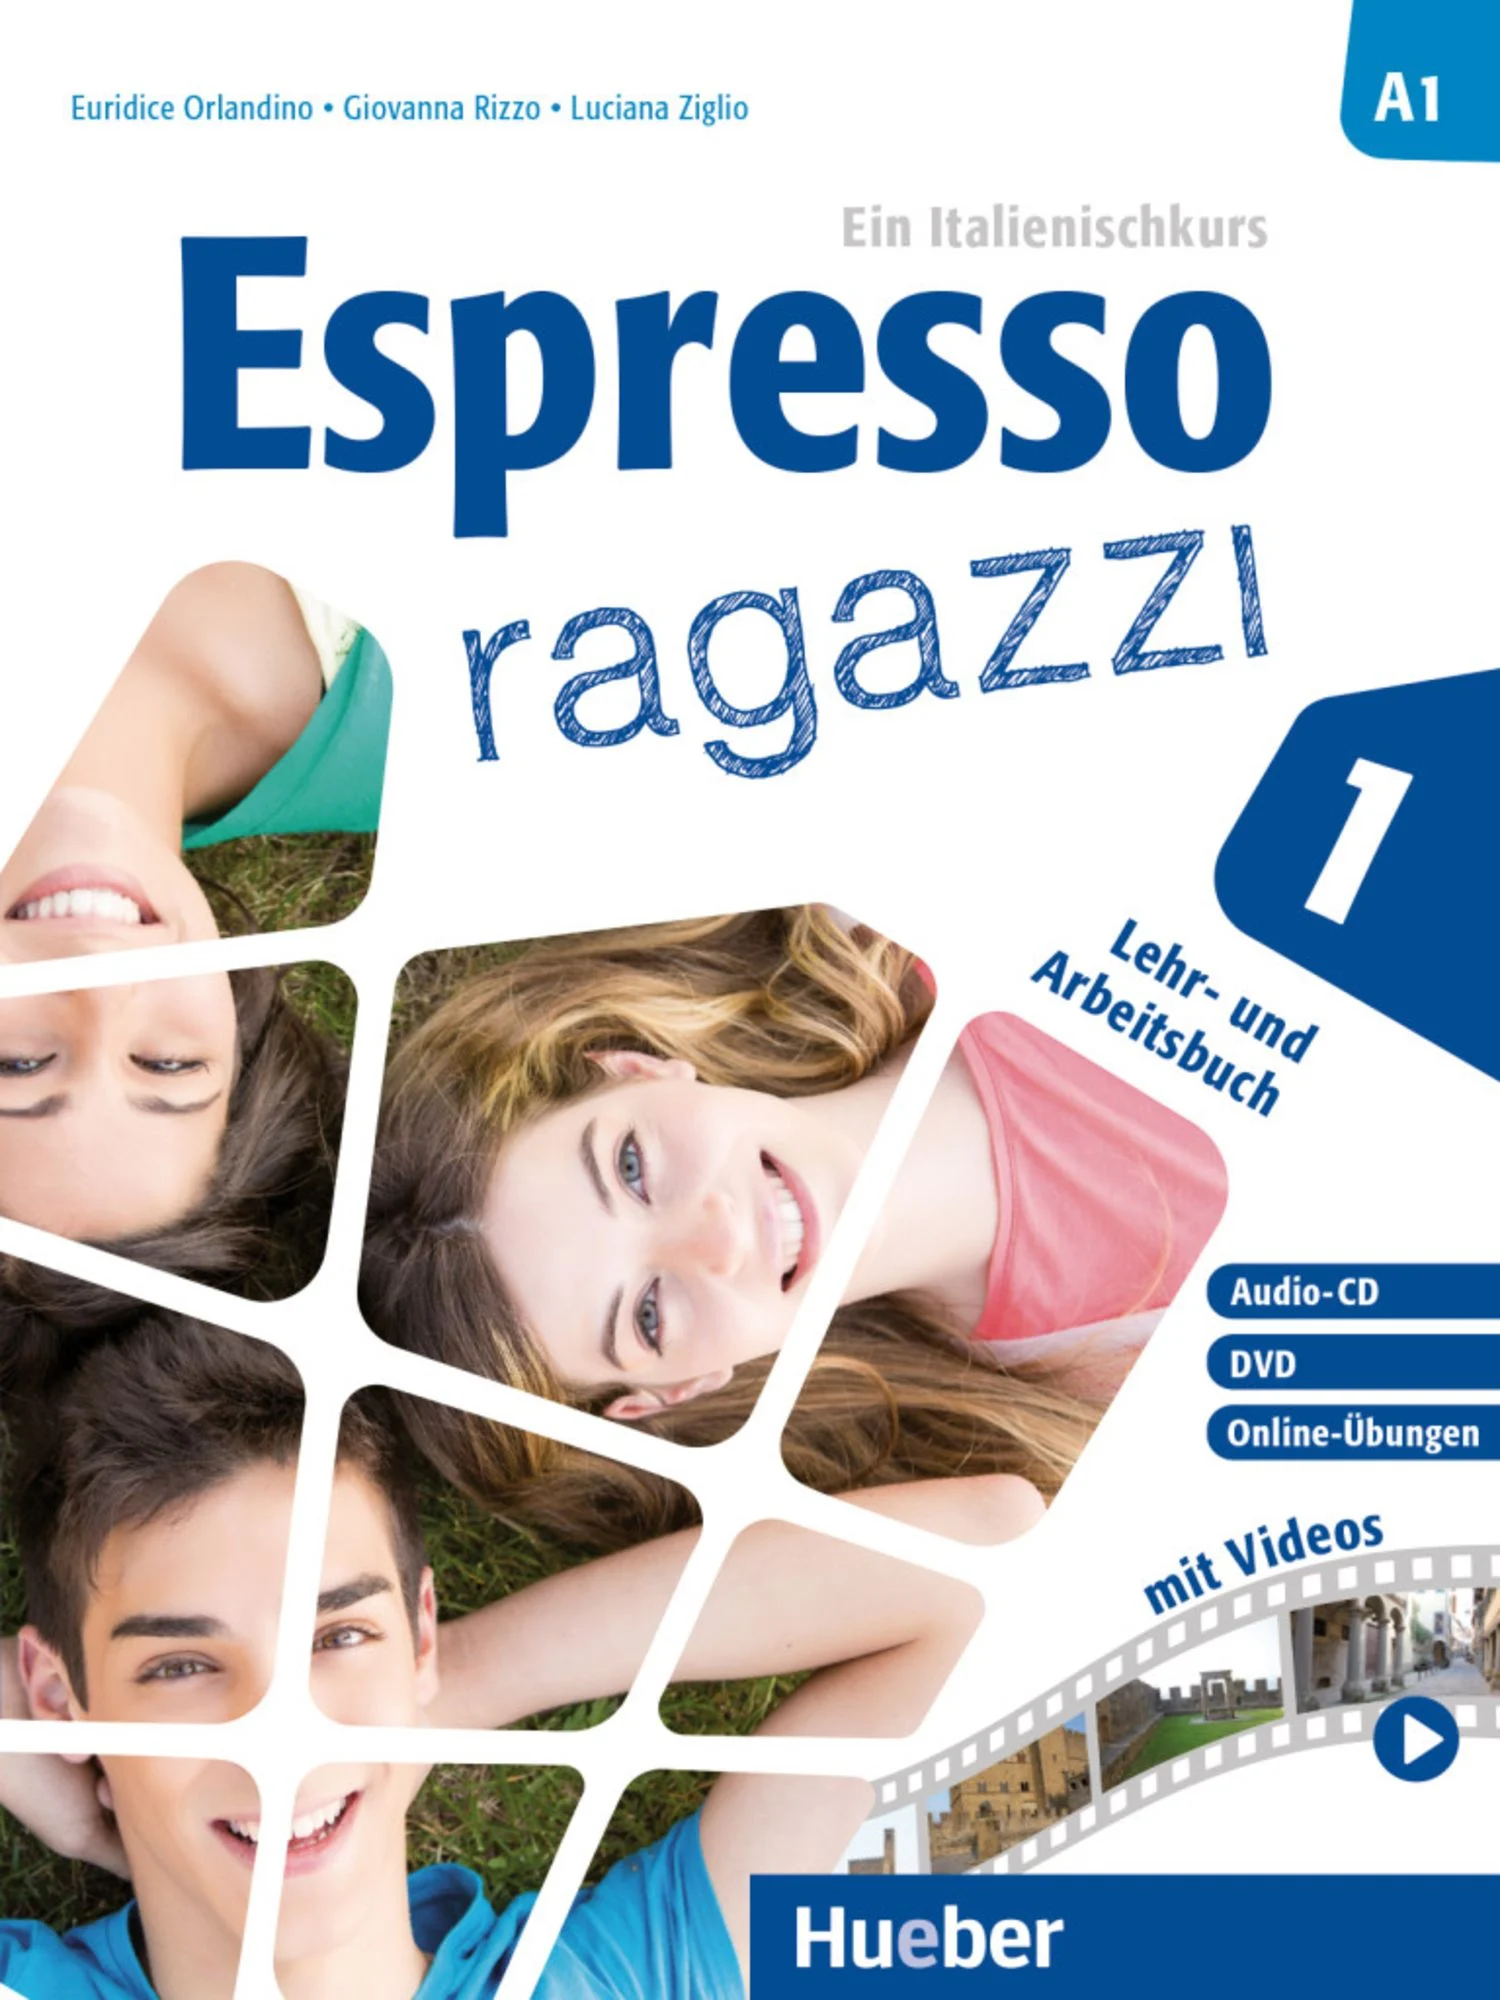 A1
Euridice Orlandino • Giovanna Rizzo • Luciana Ziglio
Ein Italienischkurs
Espresso
ragazzi
1
Lehr- und
Arbeitsbuch
Audio-CD
DVD
Online-Übungen
mit Videos
Hueber